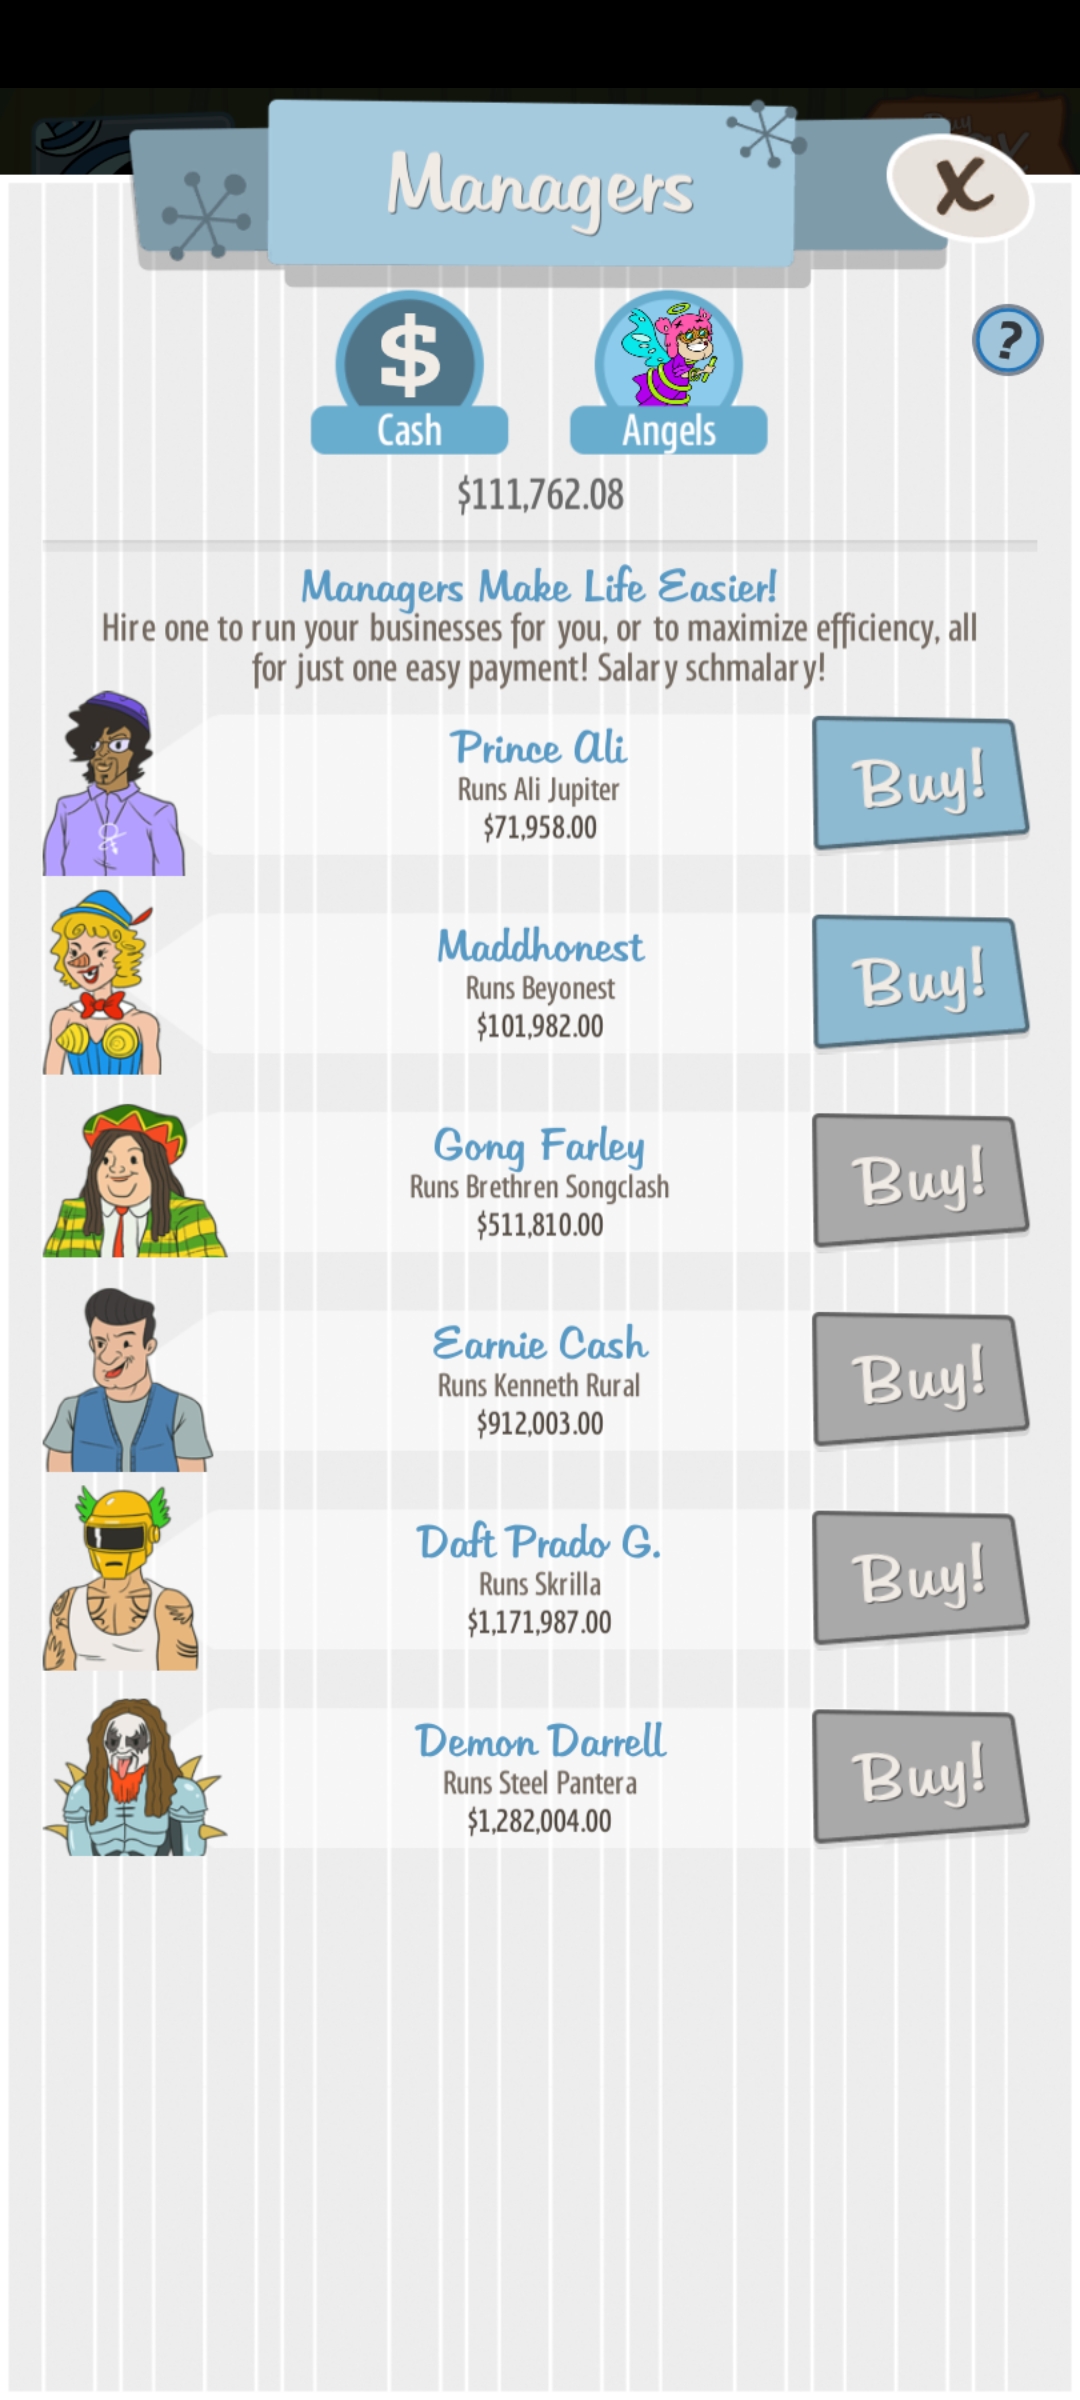 Buy
Managers
X
$
Cash
Angels
?
$111,762.08
Managers Make Life Easier!
Hire one to run your businesses for you, or to maximize efficiency, all
for just one easy payment! Salary schmalary!
Prince Ali
Runs Ali Jupiter
$71,958.00
Buy!
Maddhonest
Runs Beyonest
$101,982.00
Buy!
Gong Farley
Runs Brethren Songclash
$511,810.00
Buy!
Earnie Cash
Runs Kenneth Rural
$912,003.00
Buy!
Daft Prado G.
Runs Skrilla
$1,171,987.00
Buy!
Demon Darrell
Runs Steel Pantera
$1,282,004.00
Buy!